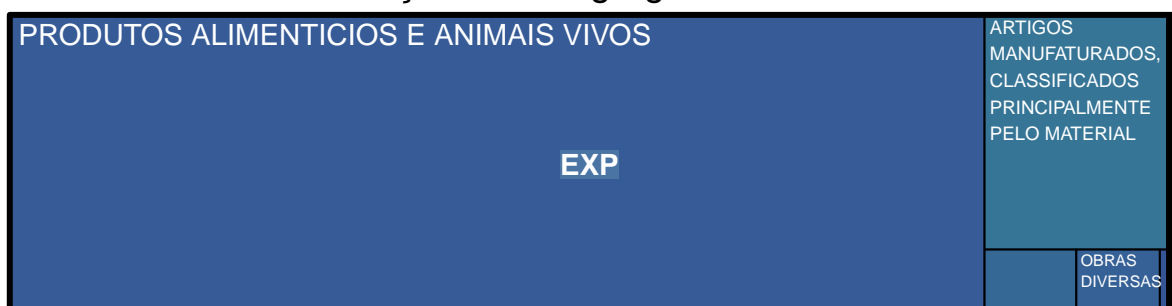 PRODUTOS ALIMENTICIOS E ANIMAIS VIVOS
EXP
ARTIGOS
MANUFATURADOS,
CLASSIFICADOS
PRINCIPALMENTE
PELO MATERIAL
OBRAS
DIVERSAS